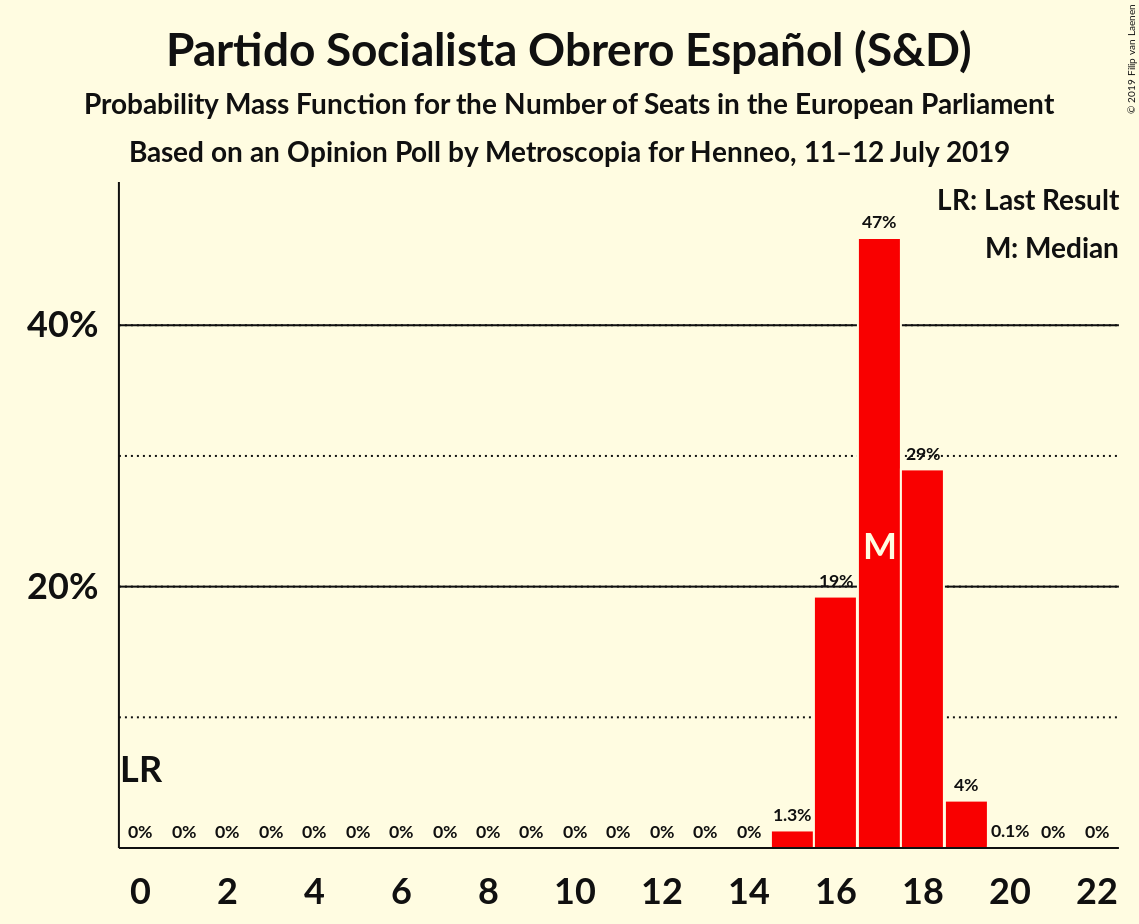 Partido Socialista Obrero Español (S&D)
Probability Mass Function for the Number of Seats in the European Parliament
Based on an Opinion Poll by Metroscopia for Henneo, 11–12 July 2019
© 2019 Filip van Laenen
LR: Last Result
M: Median
47%
40%
29%
M
20%
19%
LR
4%
1.3%
0% 0% 0% 0% 0% 0% 0% 0% 0% 0% 0% 0% 0% 0% 0% 0.1% 0% 0%
0 2 4 6 8 10 12 14 16 18 20 22